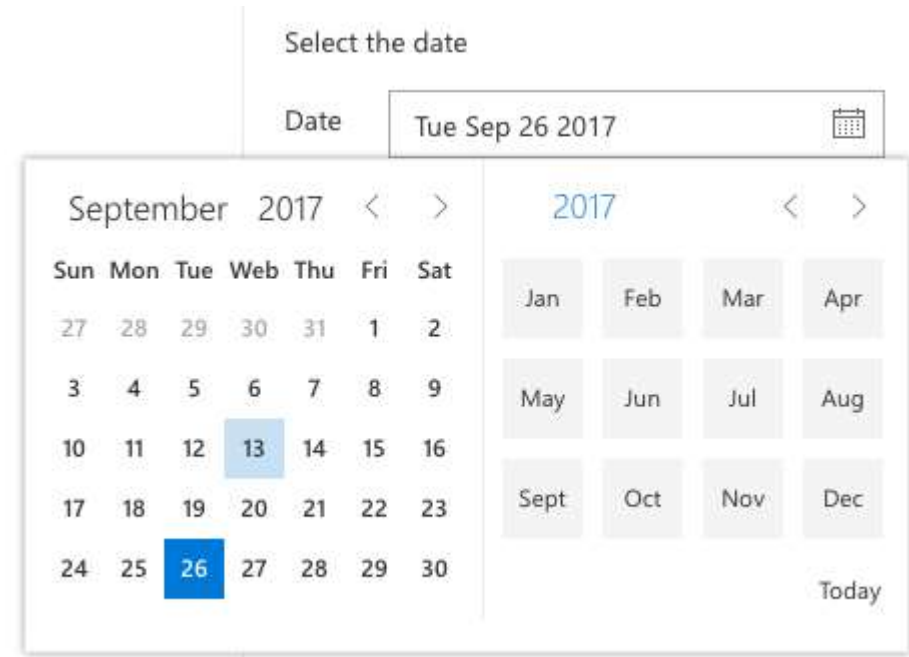 Select the date
Date Tue Sep 26 2017
September 2017 < >
Sun Mon Tue Web Thu Fri Sat
27 28 29 30 31 1 2
3 4 5 6 7 8 9
10 11 12 13 14 15 16
17 18 19 20 21 22 23
24 25 26 27 28 29 30
2017 < >
Jan Feb Mar Apr
May Jun Jul Aug
Sept Oct Nov Dec
Today